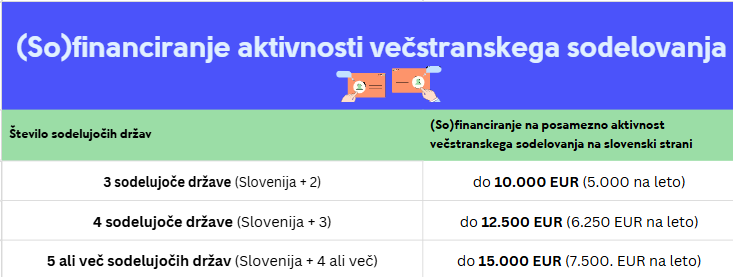 (So)financiranje aktivnosti večstranskega sodelovanja
Število sodelujočih držav
(So)financiranje na posamezno aktivnost
večstranskega sodelovanja na slovenski strani
3 sodelujoče države (Slovenija + 2)
do 10.000 EUR (5.000 na leto)
4 sodelujoče države (Slovenija + 3)
do 12.500 EUR (6.250 EUR na leto)
5 ali več sodelujočih držav (Slovenija + 4 ali več)
do 15.000 EUR (7.500. EUR na leto)